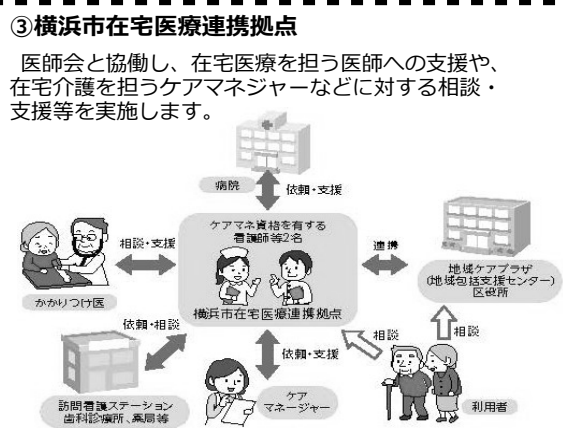 ③横浜市在宅医療連携拠点
医師会と協働し、在宅医療を担う医師への支援や、
在宅介護を担うケアマネジャーなどに対する相談・
支援等を実施します。
病院
依頼・支援
ケアマネ資格を有する
看護師等2名
横浜市在宅医療連携拠点
相談・支援
かかりつけ医
連携
地域ケアプラザ
(地域包括支援センター)
区役所
依頼・相談
訪問看護ステーション
歯科診療所、薬局等
依頼・支援
ケア
マネージャー
相談
相談
利用者